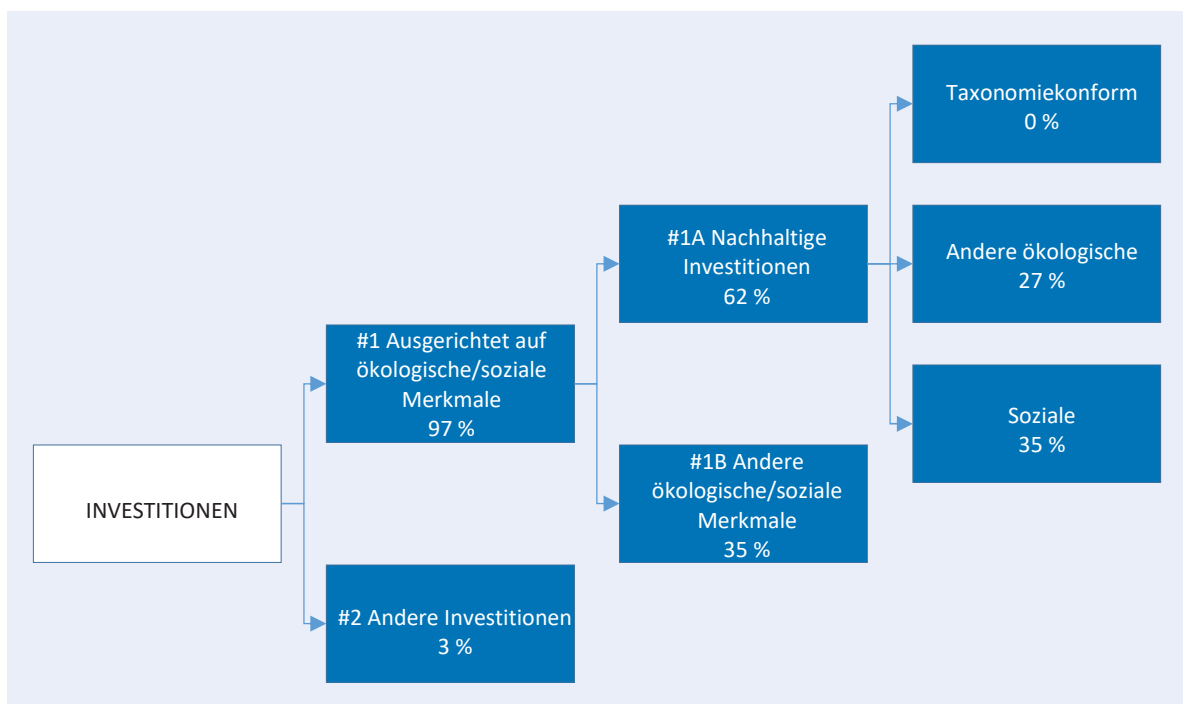 INVESTITIONEN
#1 Ausgerichtet auf
ökologische/soziale
Merkmale
97 %
#2 Andere Investitionen
3 %
#1A Nachhaltige
Investitionen
62 %
#1B Andere
ökologische/soziale
Merkmale
35 %
Taxonomiekonform
0 %
Andere ökologische
27 %
Soziale
35 %